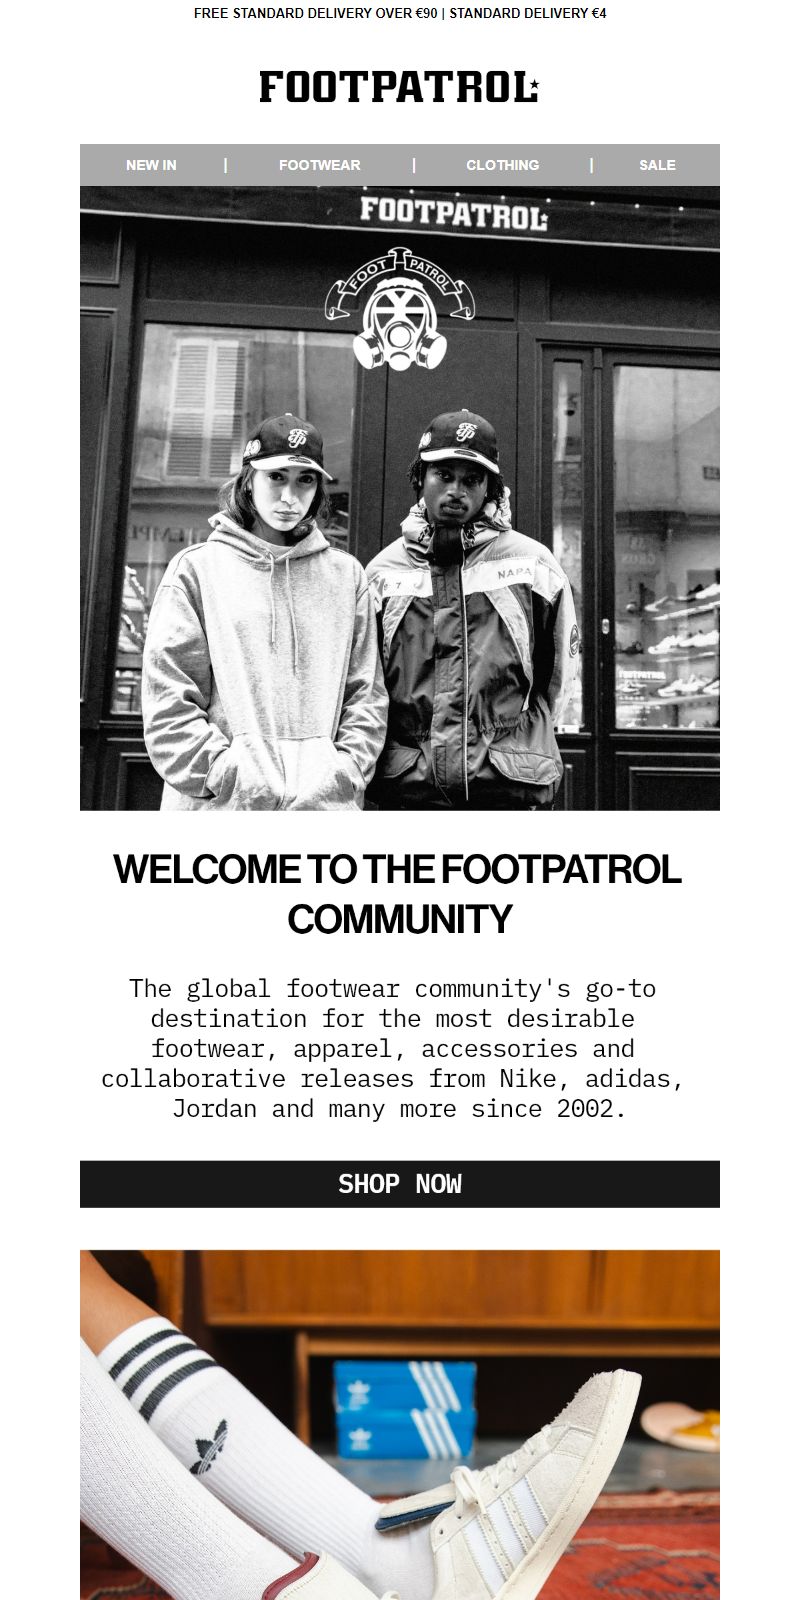 FREE STANDARD DELIVERY OVER €90 | STANDARD DELIVERY €4
FOOTPATROL
NEW IN | FOOTWEAR | CLOTHING | SALE
FOOTPATROL
FOOT PATROL
NAPA
FOOTPATROL
WELCOME TO THE FOOTPATROL
COMMUNITY
The global footwear community's go-to
destination for the most desirable
footwear, apparel, accessories and
collaborative releases from Nike, adidas,
Jordan and many more since 2002.
SHOP NOW